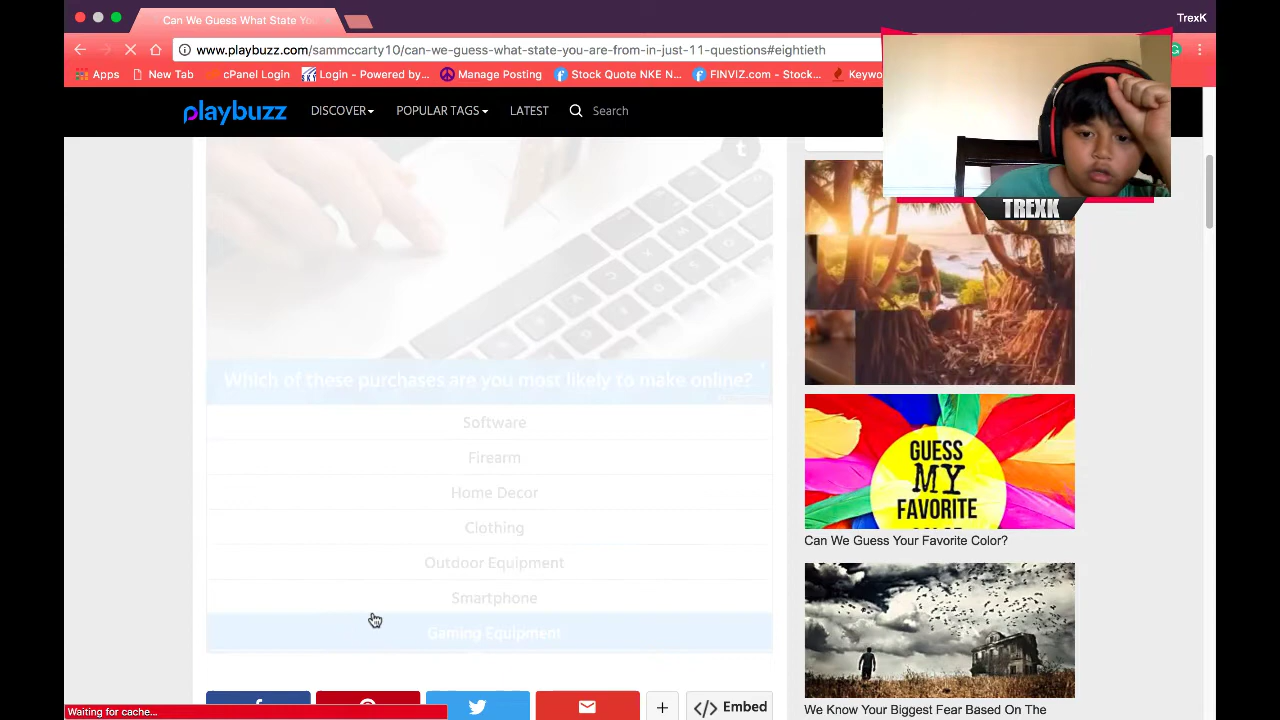 Can We Guess What State You
TrexK
www.playbuzz.com/sammccarty10/can-we-guess-what-state-you-are-from-in-just-11-questions#eightieth
Apps New Tab cPanel Login Login - Powered by... Manage Posting Stock Quote NKE N... FINVIZ.com - Stock... Keywo
playbuzz DISCOVER POPULAR TAGS LATEST Search
TREXK
t
Which of these purchases are you most likely to make online?
Software
Firearm
Home Decor
Clothing
Outdoor Equipment
Smartphone
Gaming Equipment
GUESS
MY
FAVORITE
Can We Guess Your Favorite Color?
We Know Your Biggest Fear Based On The
+ </> Embed
Waiting for cache...